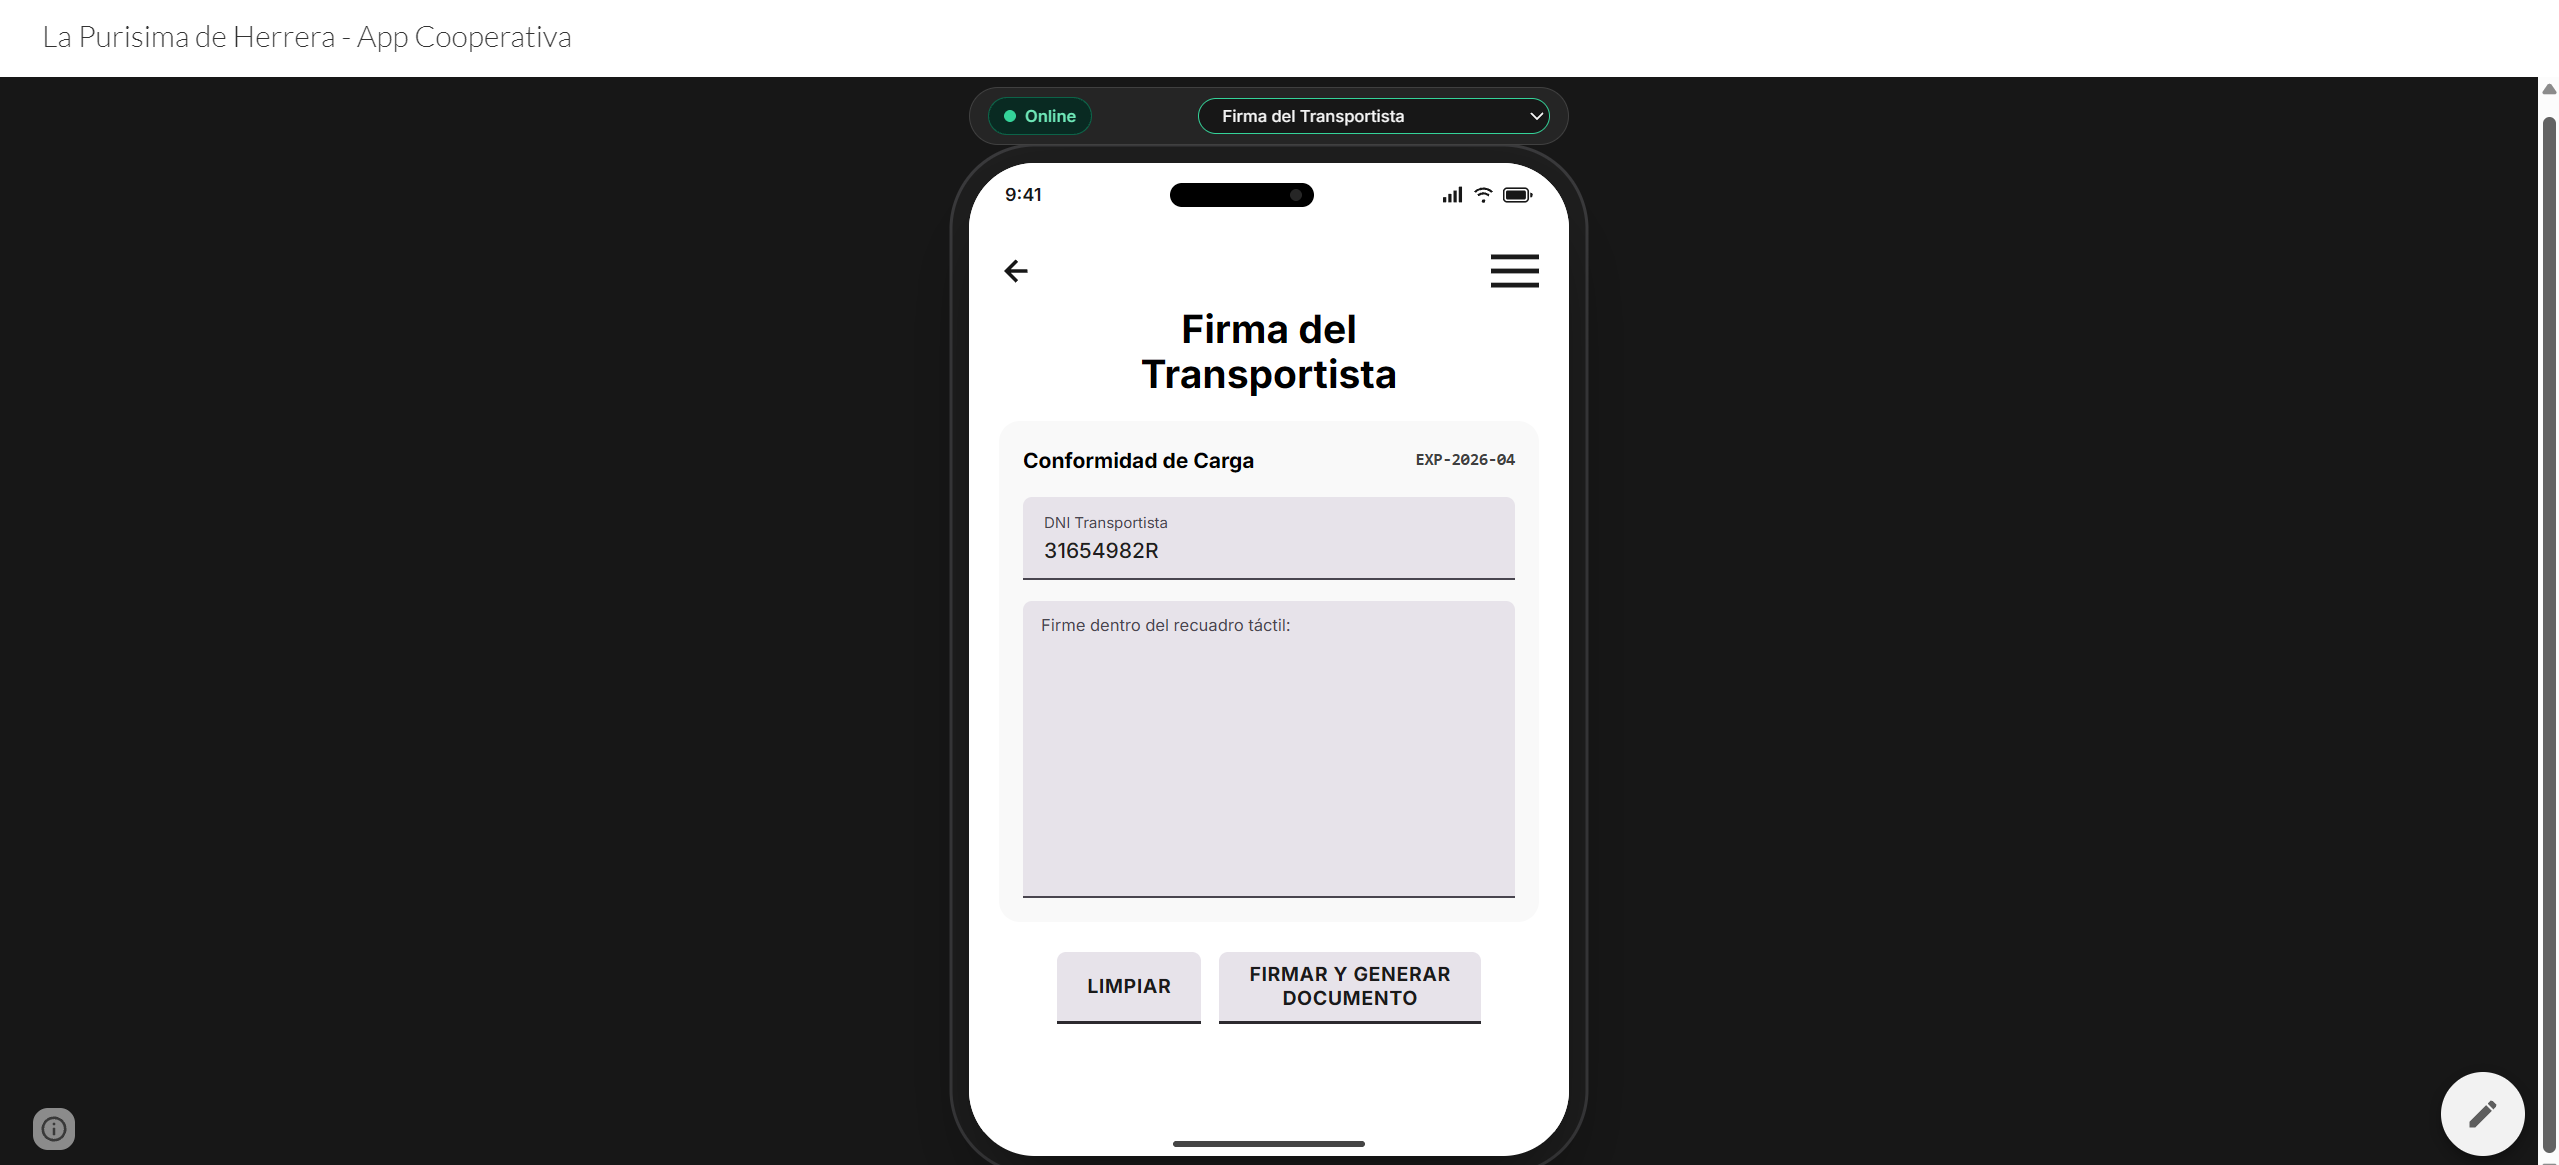 La Purisima de Herrera - App Cooperativa
Online
Firma del Transportista
9:41
Firma del
Transportista
Conformidad de Carga
EXP-2026-04
DNI Transportista
31654982R
Firme dentro del recuadro táctil:
LIMPIAR
FIRMAR Y GENERAR
DOCUMENTO